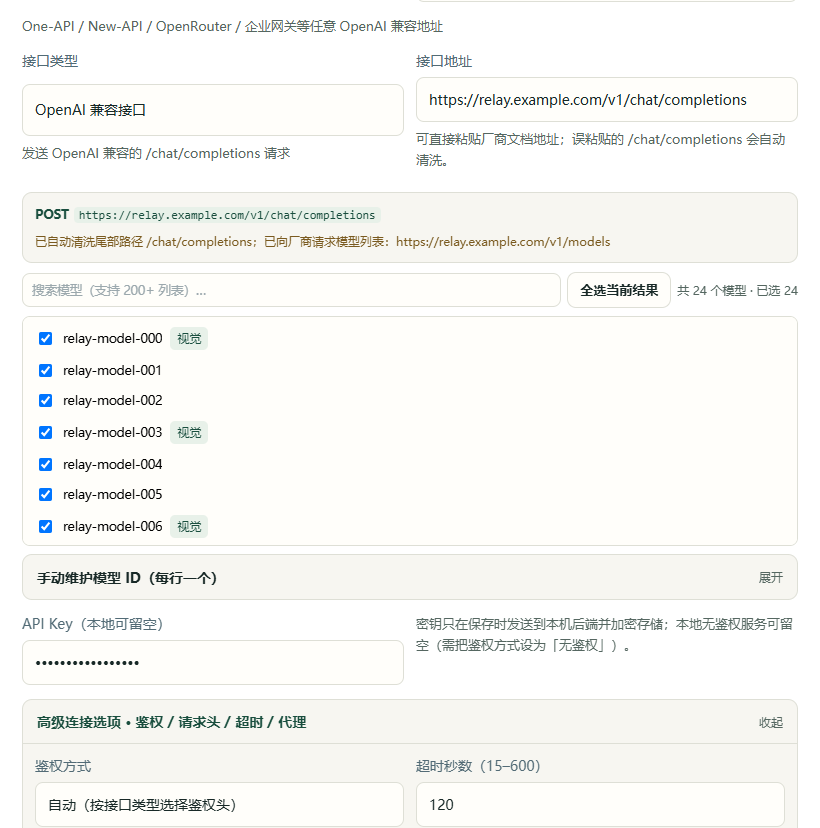 One-API / New-API / OpenRouter / 企业网关等任意 OpenAI 兼容地址
接口类型
接口地址
OpenAI 兼容接口
https://relay.example.com/v1/chat/completions
发送 OpenAI 兼容的 /chat/completions 请求
可直接粘贴厂商文档地址；误粘贴的 /chat/completions 会自动
清洗。
POST https://relay.example.com/v1/chat/completions
已自动清洗尾部路径 /chat/completions；已向厂商请求模型列表：https://relay.example.com/v1/models
搜索模型（支持 200+ 列表）...
全选当前结果
共 24 个模型 · 已选 24
relay-model-000 视觉
relay-model-001
relay-model-002
relay-model-003 视觉
relay-model-004
relay-model-005
relay-model-006 视觉
手动维护模型 ID（每行一个）
展开
API Key（本地可留空）
密钥只在保存时发送到本机后端并加密存储；本地无鉴权服务可留
空（需把鉴权方式设为「无鉴权」）。
•••••••••••••••••
高级连接选项 · 鉴权 / 请求头 / 超时 / 代理
收起
鉴权方式
超时秒数（15–600）
自动（按接口类型选择鉴权头）
120